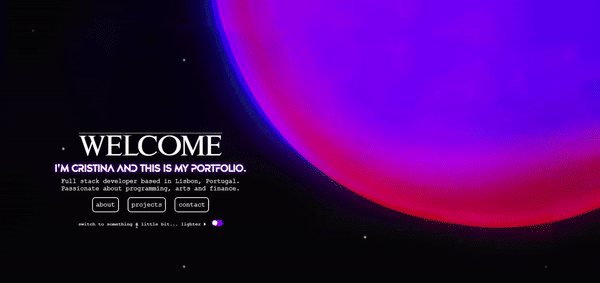 WELCOME
I'M CRISTINA AND THIS IS MY PORTFOLIO.
Full stack developer based in Lisbon, Portugal.
Passionate about programming, arts and finance.
about projects contact
switch to something a little bit... lighter